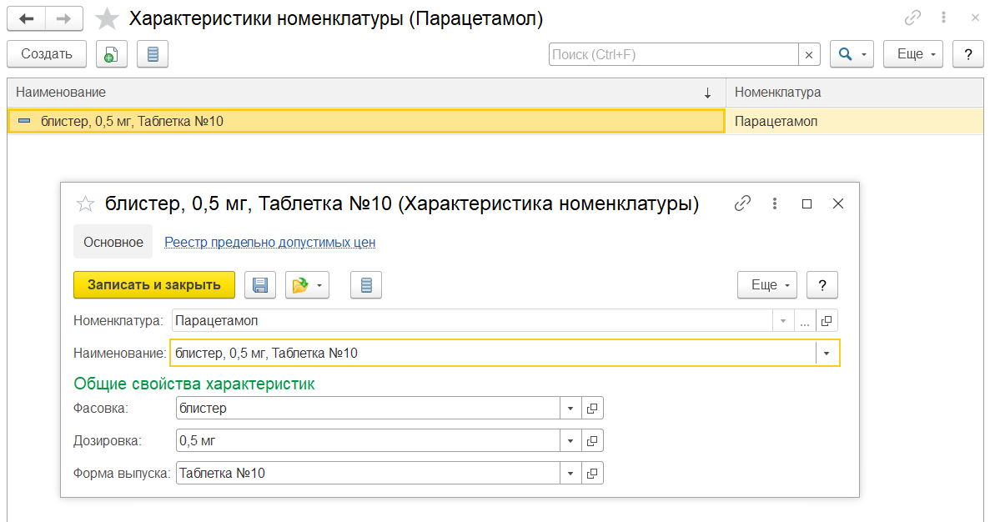 Характеристики номенклатуры (Парацетамол)
Создать
Поиск (Ctrl+F)
×
Еще
?
Наименование ↓ Номенклатура
блистер, 0,5 мг, Таблетка №10 Парацетамол
блистер, 0,5 мг, Таблетка №10 (Характеристика номенклатуры)
Основное Реестр предельно допустимых цен
Записать и закрыть Еще ?
Номенклатура: Парацетамол ...
Наименование: блистер, 0,5 мг, Таблетка №10
Общие свойства характеристик
Фасовка: блистер
Дозировка: 0,5 мг
Форма выпуска: Таблетка №10